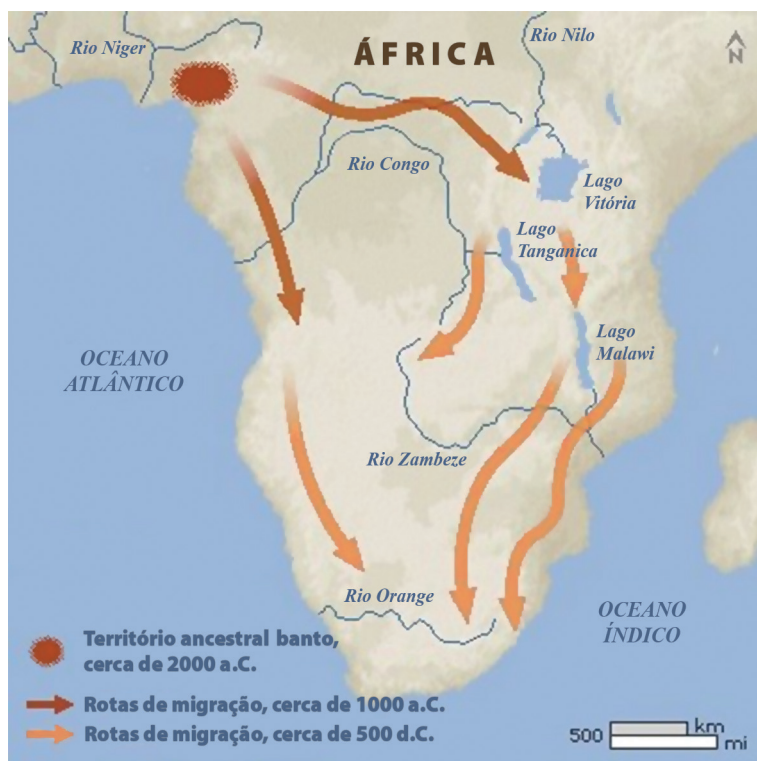 Rio Niger
ÁFRICA
Rio Nilo
N
Rio Congo
Lago
Vitória
Lago
Tanganica
OCEANO
ATLÂNTICO
Lago
Malawi
Rio Zambeze
Rio Orange
OCEANO
ÍNDICO
Território ancestral banto,
cerca de 2000 a.C.
Rotas de migração, cerca de 1000 a.C.
Rotas de migração, cerca de 500 d.C.
500 km
mi